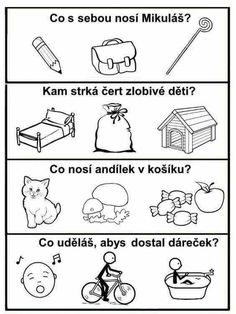 Co s sebou nosí Mikuláš?
Kam strká čert zlobivé děti?
Co nosí andílek v košíku?
Co uděláš, abys dostal dáreček?